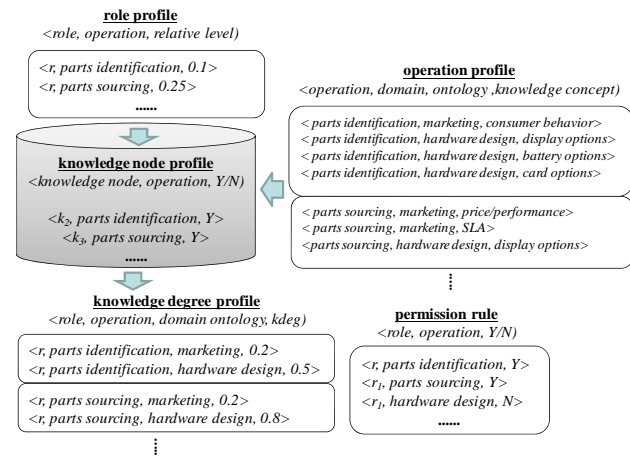 role profile
<role, operation, relative level)
<r, parts identification, 0.1>
<r, parts sourcing, 0.25>
......
knowledge node profile
<knowledge node, operation, Y/N)
<k2, parts identification, Y>
<k3, parts sourcing, Y>
......
operation profile
<operation, domain, ontology ,knowledge concept)
< parts identification, marketing, consumer behavior>
< parts identification, hardware design, display options>
< parts identification, hardware design, battery options>
< parts identification, hardware design, card options>
<parts sourcing, marketing, price/performance>
<parts sourcing, marketing, SLA>
<parts sourcing, hardware design, display options>
knowledge degree profile
<role, operation, domain ontology, kdeg)
<r, parts identification, marketing, 0.2>
<r, parts identification, hardware design, 0.5>
<r, parts sourcing, marketing, 0.2>
<r, parts sourcing, hardware design, 0.8>
permission rule
<role, operation, Y/N)
<r, parts identification, Y>
<r1, parts sourcing, Y>
<r1, hardware design, N>
......